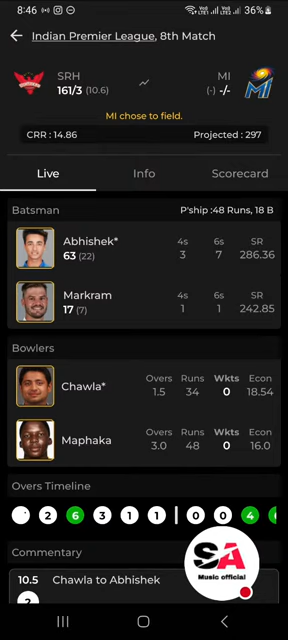 8:46 36%
Indian Premier League, 8th Match
SRH MI
161/3 (10.6) (-) -/-
MI chose to field.
CRR : 14.86 Projected : 297
Live Info Scorecard
Batsman P'ship :48 Runs, 18 B
Abhishek* 4s 6s SR
63 (22) 3 7 286.36
Markram 4s 6s SR
17 (7) 1 1 242.85
Bowlers
Chawla* Overs Runs Wkts Econ
1.5 34 0 18.54
Maphaka Overs Runs Wkts Econ
3.0 48 0 16.0
Overs Timeline
2 6 3 1 1 | 0 0 4
Commentary
10.5 Chawla to Abhishek
2
SA
Music official